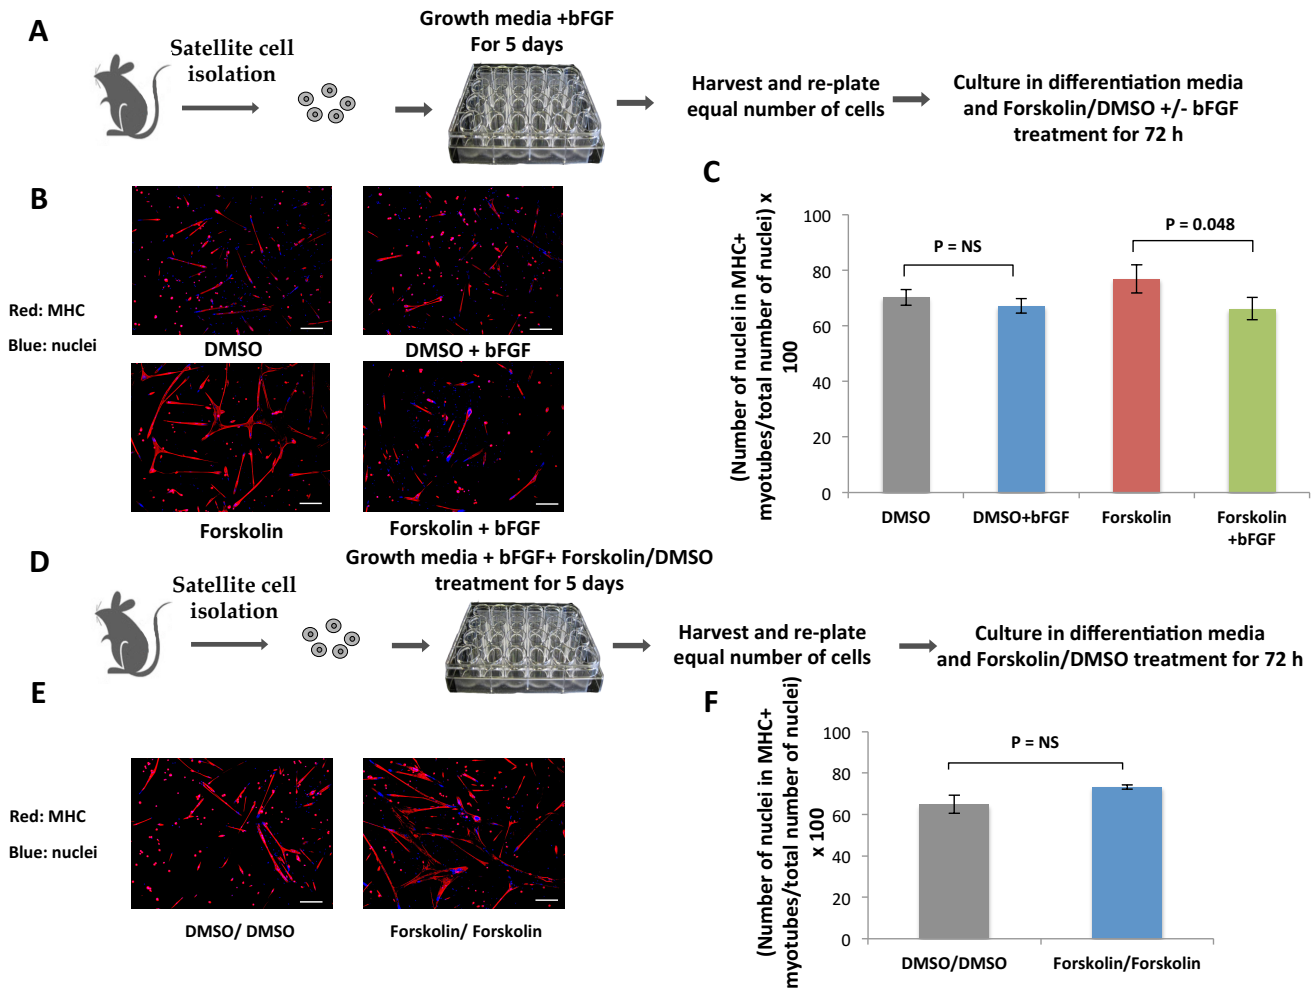 A
Satellite cell
isolation
Growth media +bFGF
For 5 days
Harvest and re-plate
equal number of cells
Culture in differentiation media
and Forskolin/DMSO +/- bFGF
treatment for 72 h
B
Red: MHC
Blue: nuclei
DMSO
DMSO + bFGF
Forskolin
Forskolin + bFGF
C
(Number of nuclei in MHC+
myotubes/total number of nuclei) x
100
100
80
60
40
20
0
P = NS
P = 0.048
DMSO
DMSO+bFGF
Forskolin
Forskolin
+bFGF
D
Satellite cell
isolation
Growth media + bFGF+ Forskolin/DMSO
treatment for 5 days
Harvest and re-plate
equal number of cells
Culture in differentiation media
and Forskolin/DMSO treatment for 72 h
E
Red: MHC
Blue: nuclei
DMSO/ DMSO
Forskolin/ Forskolin
F
(Number of nuclei in MHC+
myotubes/total number of nuclei)
x 100
100
80
60
40
20
0
P = NS
DMSO/DMSO
Forskolin/Forskolin